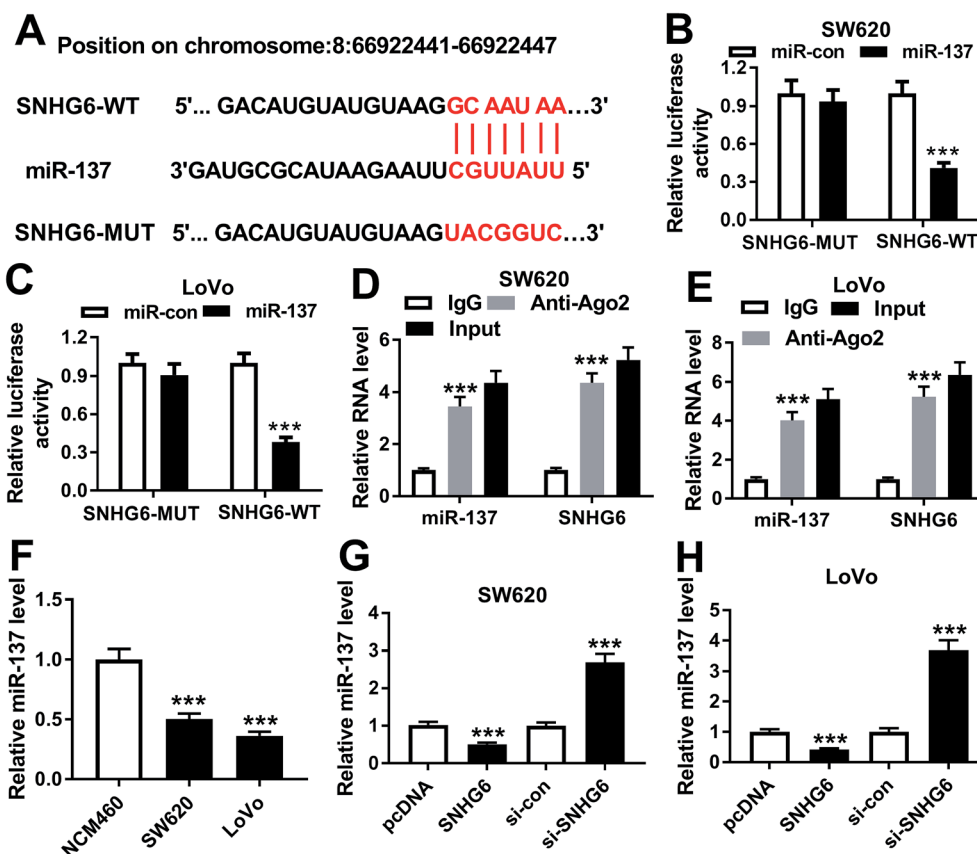 A
Position on chromosome:8:66922441-66922447
SNHG6-WT 5'... GACAUGUAUGUAAGGCAAUAA...3'
miR-137 3'GAUGCGCAUAAGAAUUCGUUAUU 5'
SNHG6-MUT 5'... GACAUGUAUGUAAGUACGGUC...3'
B
SW620
miR-con miR-137
Relative luciferase activity
1.2
0.9
0.6
0.3
0.0
***
SNHG6-MUT SNHG6-WT
C
LoVo
miR-con miR-137
Relative luciferase activity
1.2
0.9
0.6
0.3
0.0
***
SNHG6-MUT SNHG6-WT
D
SW620
IgG Anti-Ago2
Input
Relative RNA level
6
4
2
0
*** ***
miR-137 SNHG6
E
LoVo
IgG Input
Anti-Ago2
Relative RNA level
8
6
4
2
0
*** ***
miR-137 SNHG6
F
Relative miR-137 level
1.5
1.0
0.5
0.0
*** ***
NCM460 SW620 LoVo
G
SW620
Relative miR-137 level
4
3
2
1
0
*** ***
pcDNA SNHG6 si-con si-SNHG6
H
LoVo
Relative miR-137 level
5
4
3
2
1
0
*** ***
pcDNA SNHG6 si-con si-SNHG6